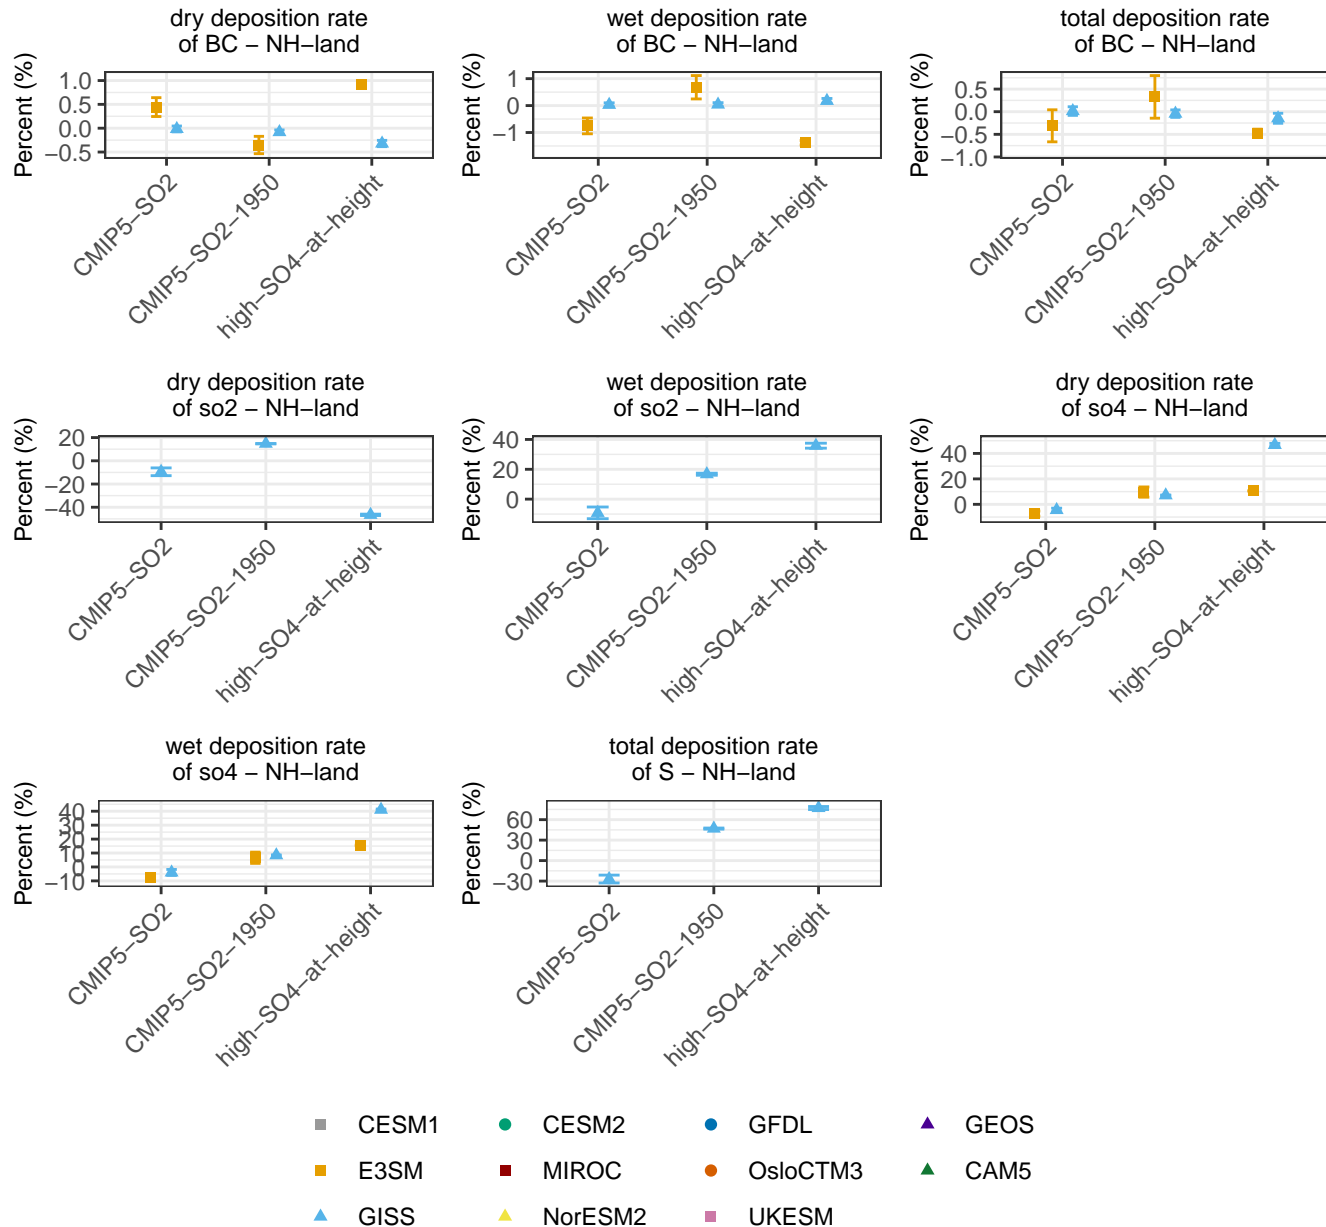 dry deposition rate
of BC − NH−land
wet deposition rate
of BC − NH−land
total deposition rate
of BC − NH−land
Percent (%)
1.0
0.5
0.0
−0.5
CMIP5−SO2
CMIP5−SO2−1950
high−SO4−at−height
Percent (%)
1
0
−1
CMIP5−SO2
CMIP5−SO2−1950
high−SO4−at−height
Percent (%)
0.5
0.0
−0.5
−1.0
CMIP5−SO2
CMIP5−SO2−1950
high−SO4−at−height
dry deposition rate
of so2 − NH−land
wet deposition rate
of so2 − NH−land
dry deposition rate
of so4 − NH−land
Percent (%)
20
0
−20
−40
CMIP5−SO2
CMIP5−SO2−1950
high−SO4−at−height
Percent (%)
40
20
0
CMIP5−SO2
CMIP5−SO2−1950
high−SO4−at−height
Percent (%)
40
20
0
CMIP5−SO2
CMIP5−SO2−1950
high−SO4−at−height
wet deposition rate
of so4 − NH−land
total deposition rate
of S − NH−land
Percent (%)
40
30
20
10
0
−10
CMIP5−SO2
CMIP5−SO2−1950
high−SO4−at−height
Percent (%)
60
30
0
−30
CMIP5−SO2
CMIP5−SO2−1950
high−SO4−at−height
CESM1 CESM2 GFDL GEOS
E3SM MIROC OsloCTM3 CAM5
GISS NorESM2 UKESM